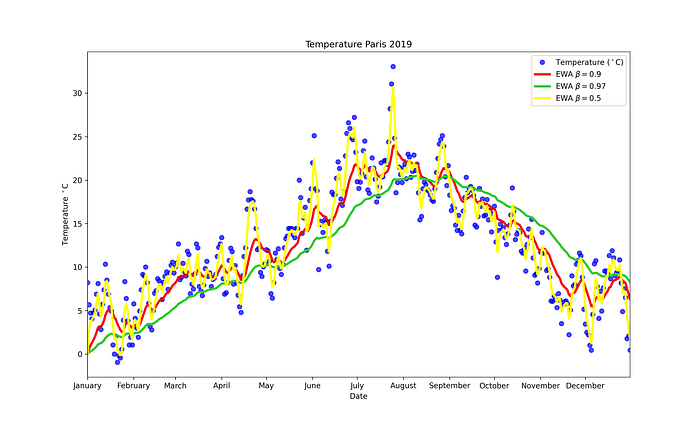 Temperature Paris 2019
Temperature (°C)
EWA β = 0.9
EWA β = 0.97
EWA β = 0.5
Temperature °C
30
25
20
15
10
5
0
January February March April May June July August September October November December
Date